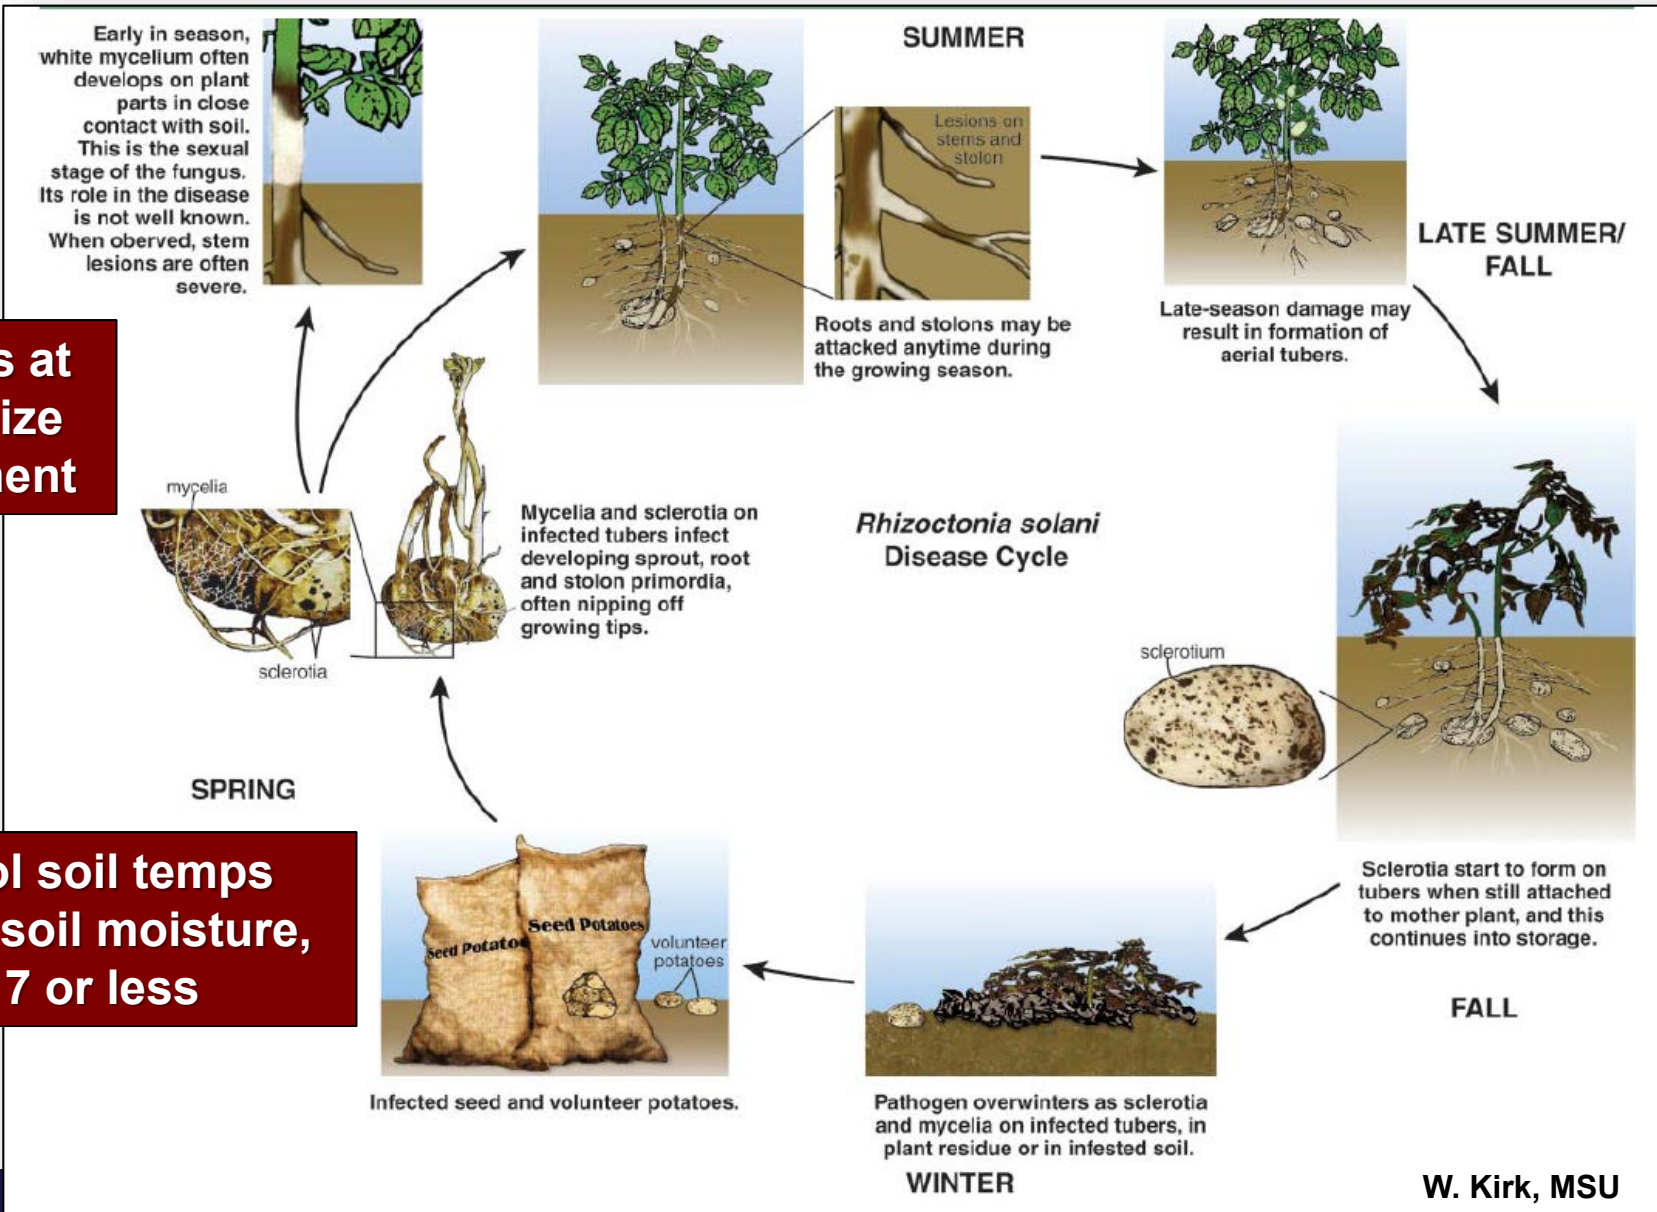 Early in season,
white mycelium often
develops on plant
parts in close
contact with soil.
This is the sexual
stage of the fungus.
Its role in the disease
is not well known.
When oberved, stem
lesions are often
severe.
SUMMER
Lesions on
stems and
stolon
Roots and stolons may be
attacked anytime during
the growing season.
LATE SUMMER/
FALL
Late-season damage may
result in formation of
aerial tubers.
s at
ize
ment
mycelia
sclerotia
Mycelia and sclerotia on
infected tubers infect
developing sprout, root
and stolon primordia,
often nipping off
growing tips.
Rhizoctonia solani
Disease Cycle
sclerotium
SPRING
ol soil temps
soil moisture,
7 or less
Seed Potato
Seed Potatoes
volunteer
potatoes
Infected seed and volunteer potatoes.
Pathogen overwinters as sclerotia
and mycelia on infected tubers, in
plant residue or in infested soil.
WINTER
Sclerotia start to form on
tubers when still attached
to mother plant, and this
continues into storage.
FALL
W. Kirk, MSU